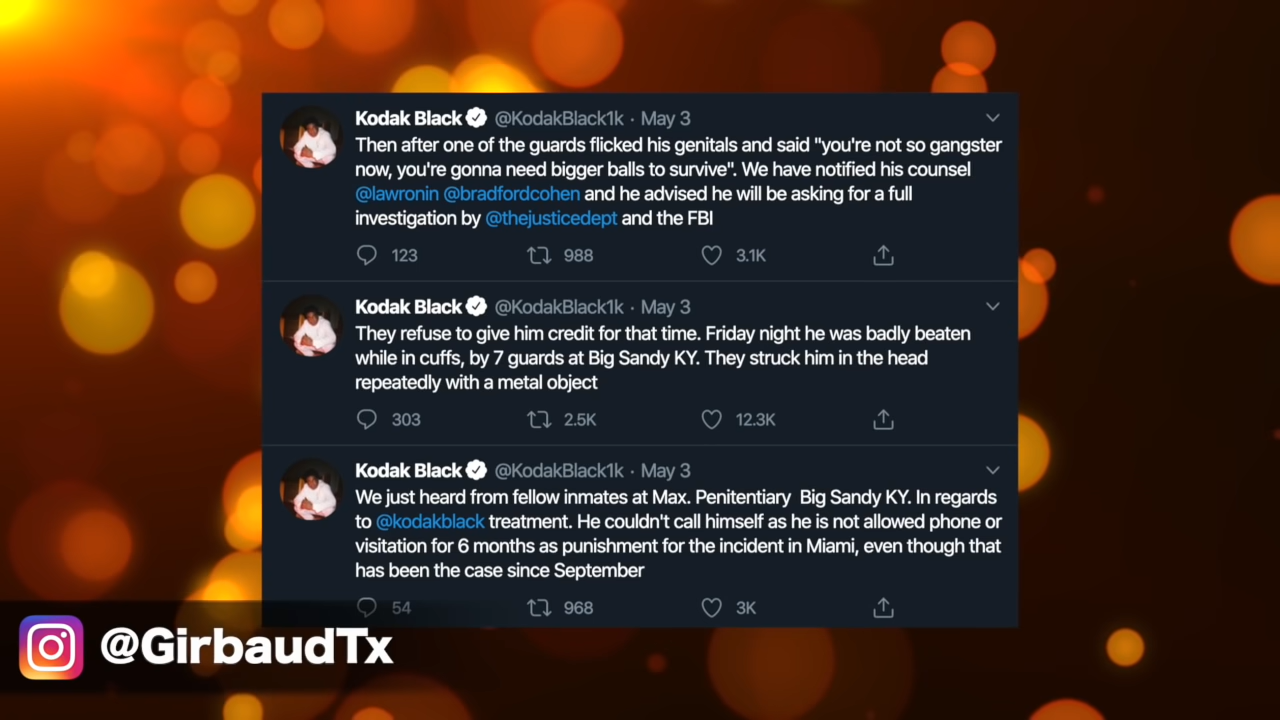 Kodak Black @KodakBlack1k · May 3
Then after one of the guards flicked his genitals and said "you're not so gangster
now, you're gonna need bigger balls to survive". We have notified his counsel
@lawronin @bradfordcohen and he advised he will be asking for a full
investigation by @thejusticedept and the FBI
123 988 3.1K
Kodak Black @KodakBlack1k · May 3
They refuse to give him credit for that time. Friday night he was badly beaten
while in cuffs, by 7 guards at Big Sandy KY. They struck him in the head
repeatedly with a metal object
303 2.5K 12.3K
Kodak Black @KodakBlack1k · May 3
We just heard from fellow inmates at Max. Penitentiary  Big Sandy KY. In regards
to @kodakblack treatment. He couldn't call himself as he is not allowed phone or
visitation for 6 months as punishment for the incident in Miami, even though that
has been the case since September
54 968 3K
@GirbaudTx